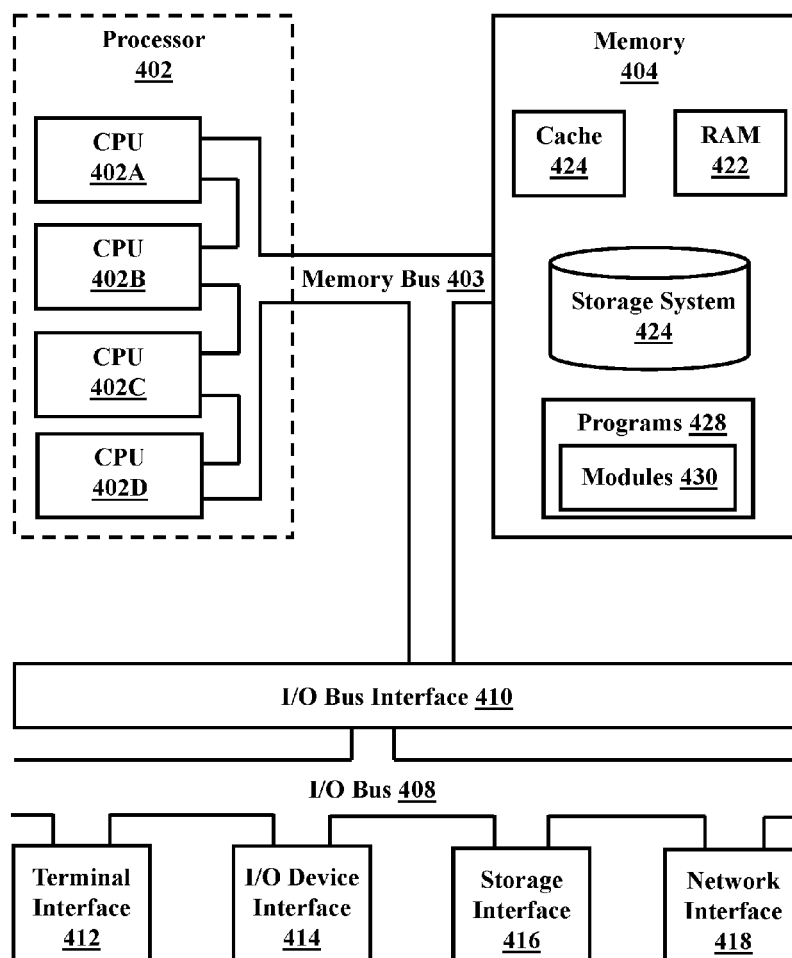 Processor
402
CPU
402A
CPU
402B
CPU
402C
CPU
402D
Memory Bus 403
Memory
404
Cache
424
RAM
422
Storage System
424
Programs 428
Modules 430
I/O Bus Interface 410
I/O Bus 408
Terminal
Interface
412
I/O Device
Interface
414
Storage
Interface
416
Network
Interface
418